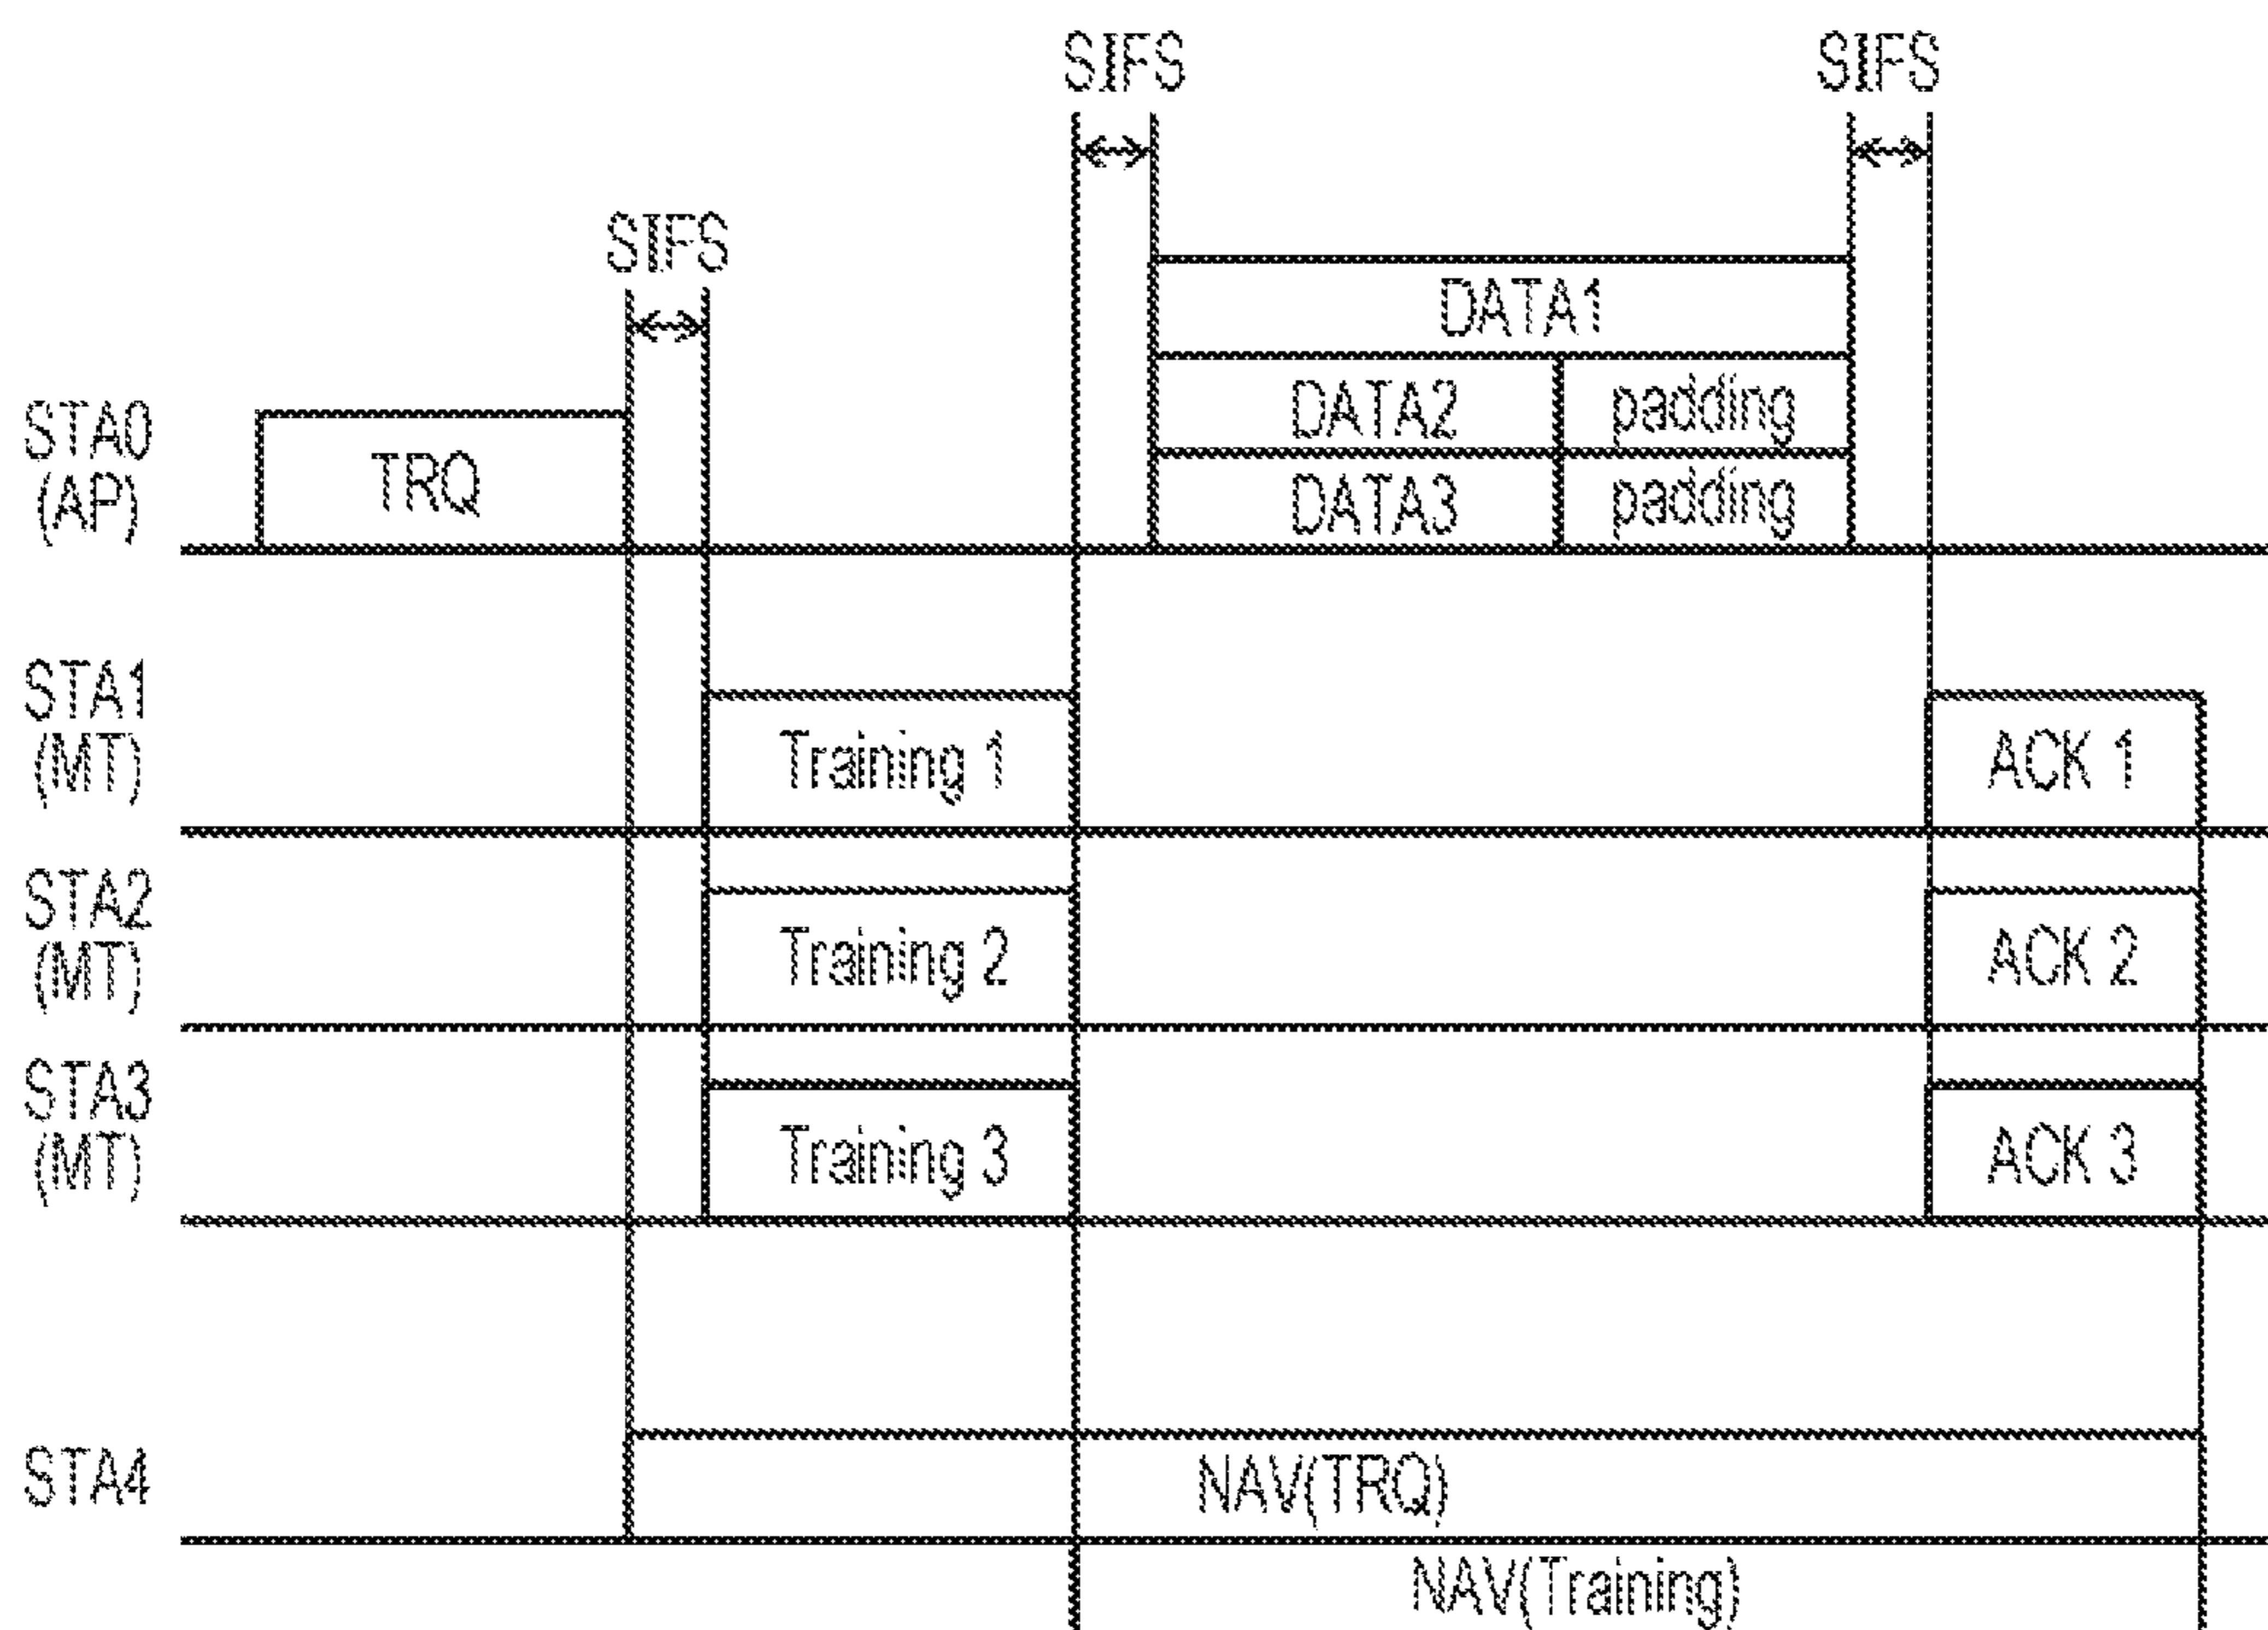 SIFS
SIFS
SIFS
DATA1
DATA2
padding
DATA3
padding
STA0
(AP)
TRQ
STA1
(MT)
Training 1
ACK 1
STA2
(MT)
Training 2
ACK 2
STA3
(MT)
Training 3
ACK 3
STA4
NAV(TRQ)
NAV(Training)